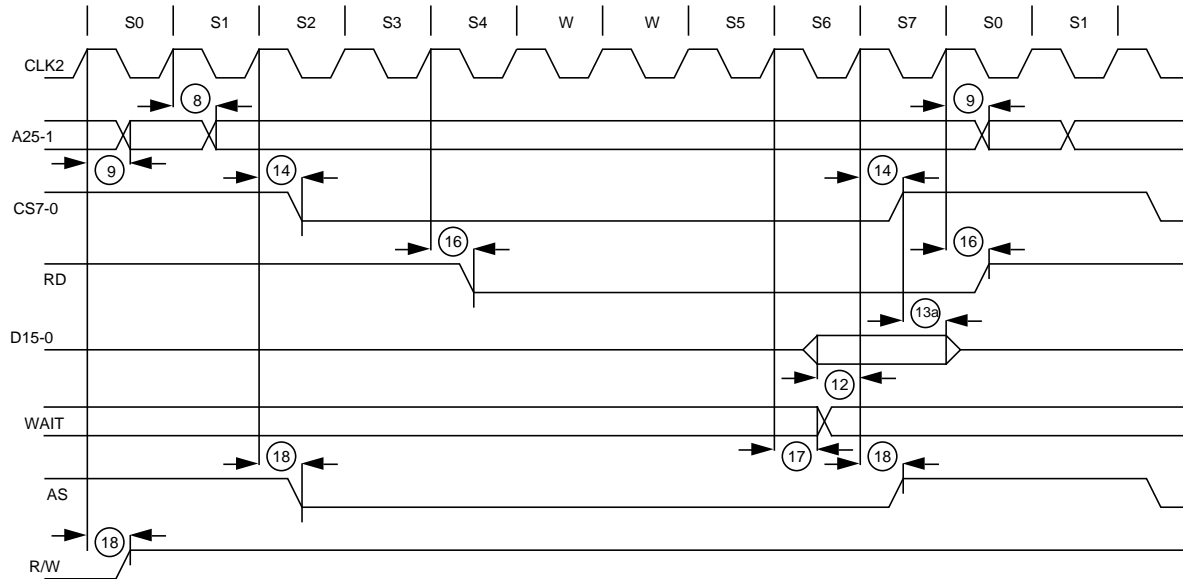 S0 S1 S2 S3 S4 W W S5 S6 S7 S0 S1
CLK2
8 9
A25-1
9 14 14
CS7-0
16 16
RD
13a
D15-0
12
WAIT
18 17 18
AS
18
R/W